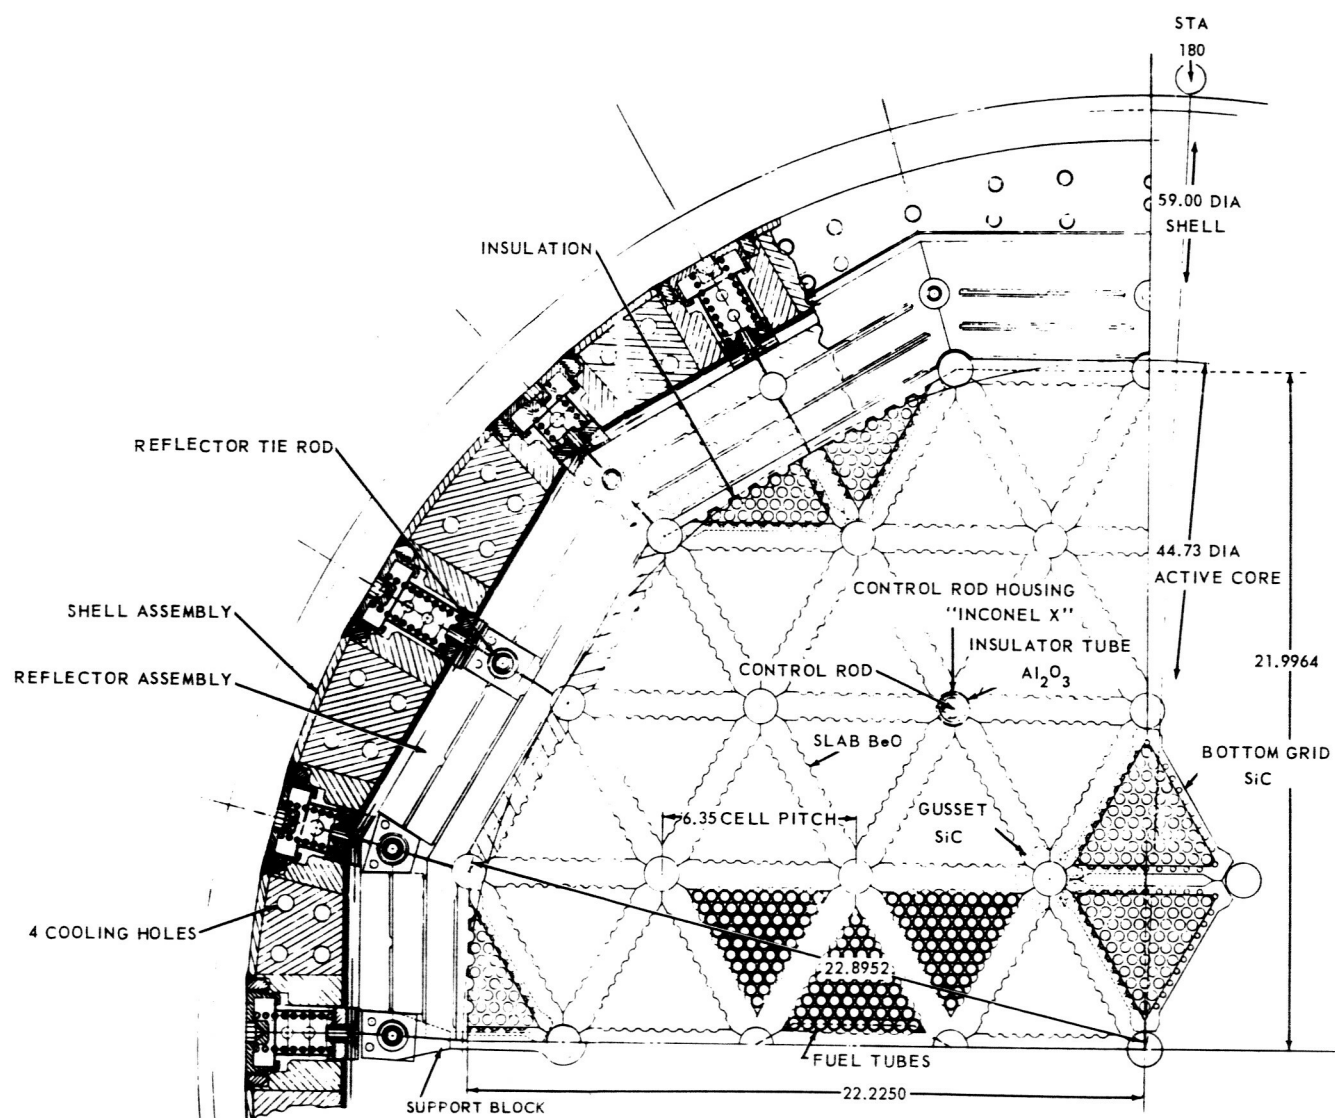 STA
180
59.00 DIA
SHELL
INSULATION
REFLECTOR TIE ROD
44.73 DIA
ACTIVE CORE
CONTROL ROD HOUSING
"INCONEL X"
INSULATOR TUBE
Al2O3
SHELL ASSEMBLY
21.9964
CONTROL ROD
REFLECTOR ASSEMBLY
SLAB BeO
BOTTOM GRID
SiC
6.35 CELL PITCH
GUSSET
SiC
4 COOLING HOLES
22.8952
FUEL TUBES
22.2250
SUPPORT BLOCK